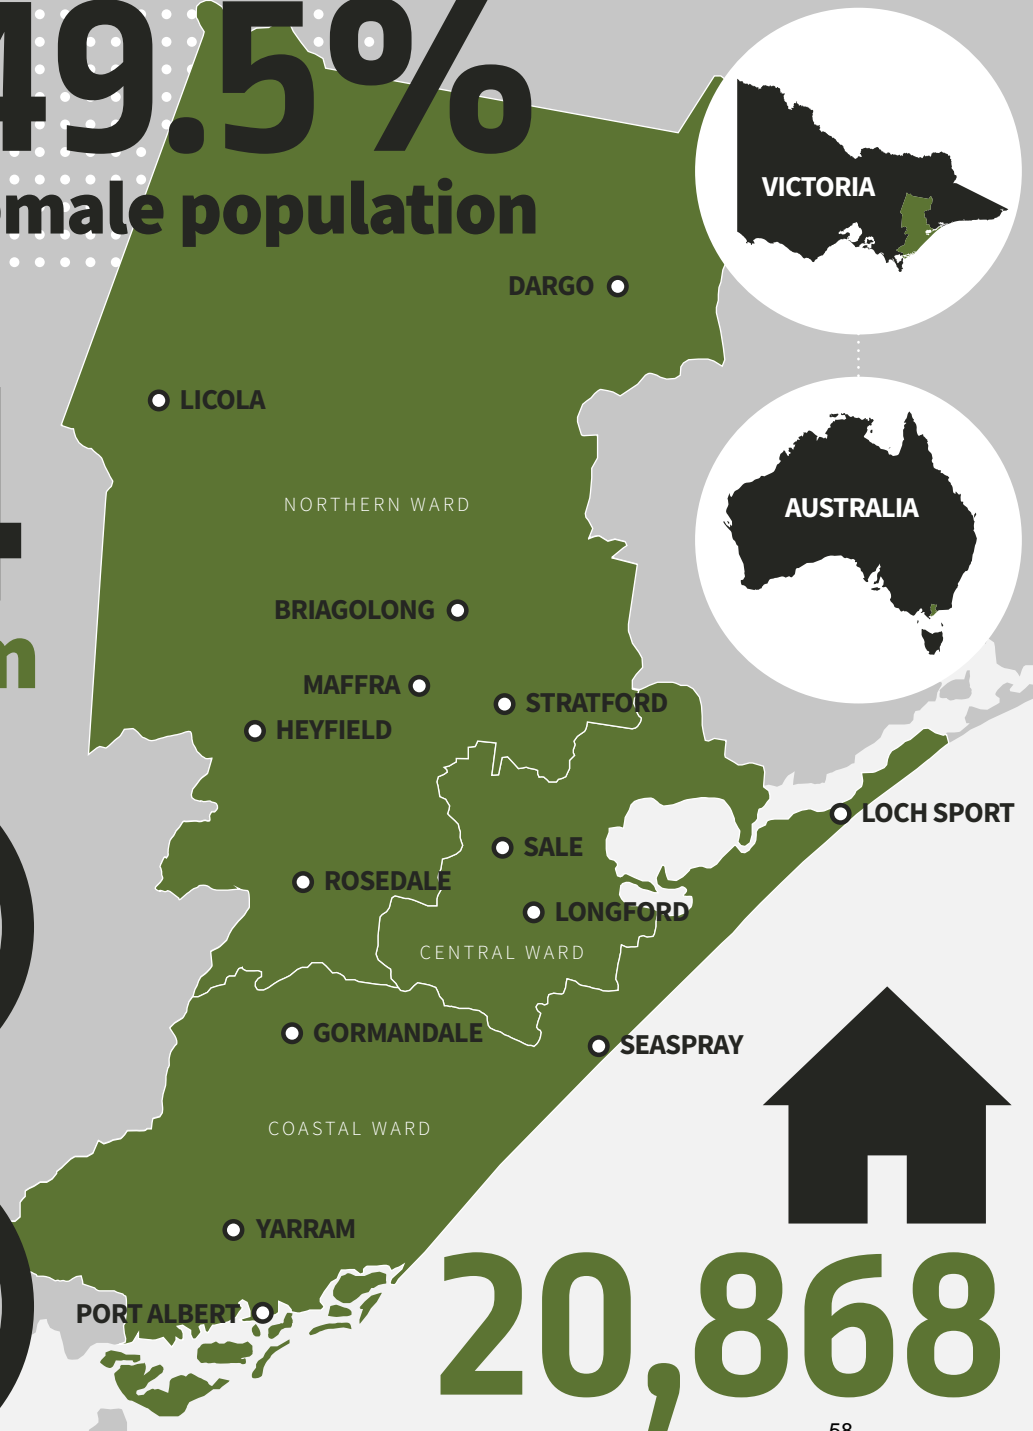 49.5%
male population
VICTORIA
DARGO
LICOLA
NORTHERN WARD
AUSTRALIA
BRIAGOLONG
MAFFRA
STRATFORD
HEYFIELD
LOCH SPORT
SALE
ROSEDALE
LONGFORD
CENTRAL WARD
GORMANDALE
SEASPRAY
COASTAL WARD
YARRAM
PORT ALBERT
20,868
58